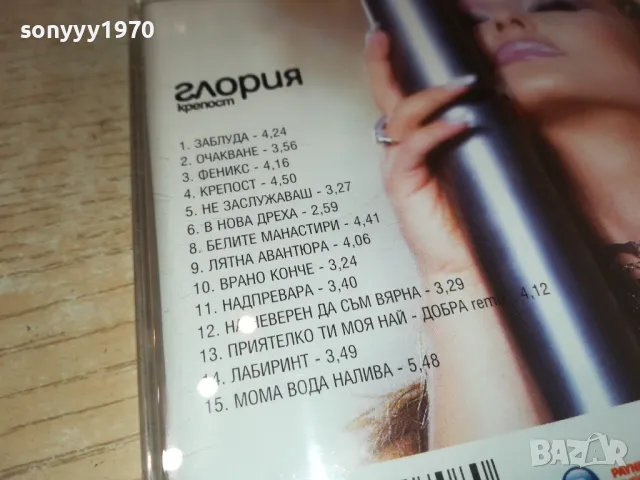 sonyyy1970
глория
крепост
1. ЗАБЛУДА - 4,24
2. ОЧАКВАНЕ - 3,56
3. ФЕНИКС - 4,16
4. КРЕПОСТ - 4,50
5. НЕ ЗАСЛУЖАВАШ - 3,27
6. В НОВА ДРЕХА - 2,59
8. БЕЛИТЕ МАНАСТИРИ - 4,41
9. ЛЯТНА АВАНТЮРА - 4,06
10. ВРАНО КОНЧЕ - 3,24
11. НАДПРЕВАРА - 3,40
12. НА НЕВЕРЕН ДА СЪМ ВЯРНА - 3,29
13. ПРИЯТЕЛКО ТИ МОЯ НАЙ - ДОБРА remix 4,12
14. ЛАБИРИНТ - 3,49
15. МОМА ВОДА НАЛИВА - 5,48
BAZAR